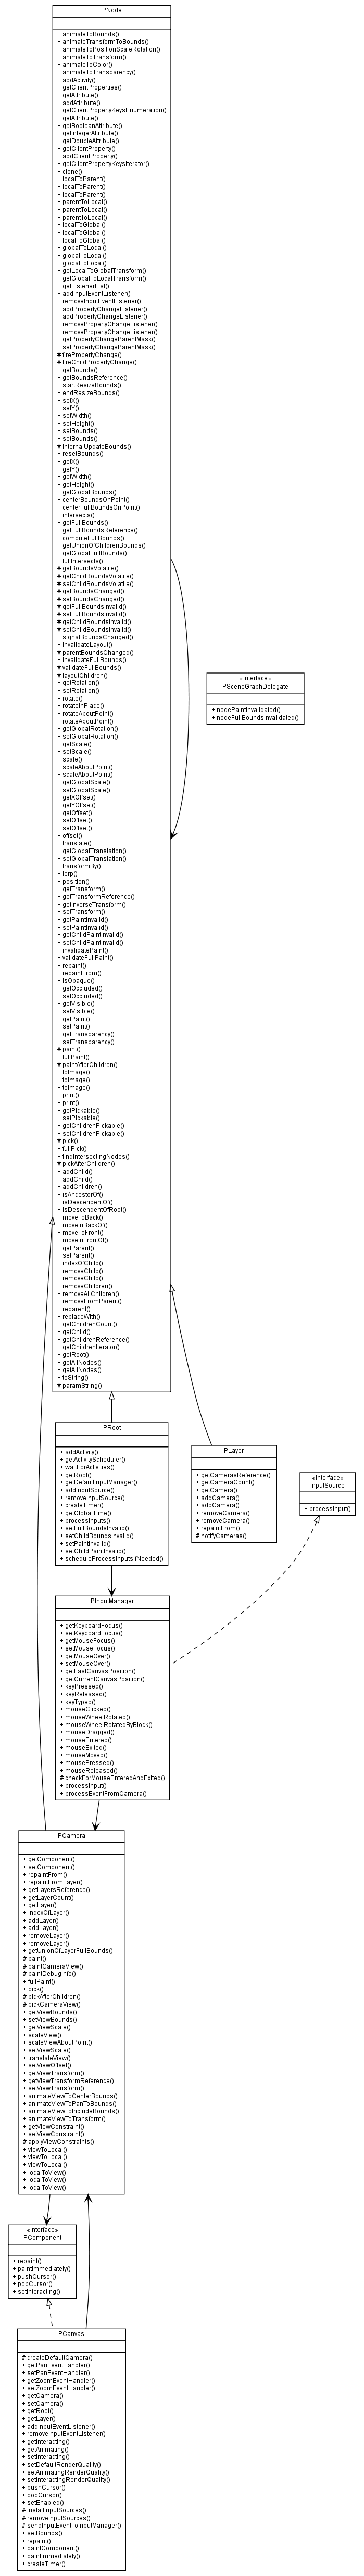 PNode
+ animateToBounds()
+ animateTransformToBounds()
+ animateToPositionScaleRotation()
+ animateToTransform()
+ animateToColor()
+ animateToTransparency()
+ addActivity()
+ getClientProperties()
+ getAttribute()
+ addAttribute()
+ getClientPropertyKeysEnumeration()
+ getAttribute()
+ getBooleanAttribute()
+ getIntegerAttribute()
+ getDoubleAttribute()
+ getClientProperty()
+ addClientProperty()
+ getClientPropertyKeysIterator()
+ clone()
+ localToParent()
+ localToParent()
+ localToParent()
+ parentToLocal()
+ parentToLocal()
+ parentToLocal()
+ localToGlobal()
+ localToGlobal()
+ localToGlobal()
+ globalToLocal()
+ globalToLocal()
+ globalToLocal()
+ getLocalToGlobalTransform()
+ getGlobalToLocalTransform()
+ getListenerList()
+ addInputEventListener()
+ removeInputEventListener()
+ addPropertyChangeListener()
+ addPropertyChangeListener()
+ removePropertyChangeListener()
+ removePropertyChangeListener()
+ getPropertyChangeParentMask()
+ setPropertyChangeParentMask()
# firePropertyChange()
# fireChildPropertyChange()
+ getBounds()
+ getBoundsReference()
+ startResizeBounds()
+ endResizeBounds()
+ setX()
+ setY()
+ setWidth()
+ setHeight()
+ setBounds()
+ setBounds()
# internalUpdateBounds()
+ resetBounds()
+ getX()
+ getY()
+ getWidth()
+ getHeight()
+ getGlobalBounds()
+ centerBoundsOnPoint()
+ centerFullBoundsOnPoint()
+ intersects()
+ getFullBounds()
+ getFullBoundsReference()
+ computeFullBounds()
+ getUnionOfChildrenBounds()
+ getGlobalFullBounds()
+ fullIntersects()
# getBoundsVolatile()
# getChildBoundsVolatile()
# setChildBoundsVolatile()
# getBoundsChanged()
# setBoundsChanged()
# getFullBoundsInvalid()
# setFullBoundsInvalid()
# getChildBoundsInvalid()
# setChildBoundsInvalid()
+ signalBoundsChanged()
+ invalidateLayout()
# parentBoundsChanged()
+ invalidateFullBounds()
# validateFullBounds()
# layoutChildren()
+ getRotation()
+ setRotation()
+ rotate()
+ rotateInPlace()
+ rotateAboutPoint()
+ rotateAboutPoint()
+ getGlobalRotation()
+ setGlobalRotation()
+ getScale()
+ setScale()
+ scale()
+ scaleAboutPoint()
+ scaleAboutPoint()
+ getGlobalScale()
+ setGlobalScale()
+ getXOffset()
+ getYOffset()
+ getOffset()
+ setOffset()
+ setOffset()
+ offset()
+ translate()
+ getGlobalTranslation()
+ setGlobalTranslation()
+ transformBy()
+ lerp()
+ position()
+ getTransform()
+ getTransformReference()
+ getInverseTransform()
+ setTransform()
+ getPaintInvalid()
+ setPaintInvalid()
+ getChildPaintInvalid()
+ setChildPaintInvalid()
+ invalidatePaint()
+ validateFullPaint()
+ repaint()
+ repaintFrom()
+ isOpaque()
+ getOccluded()
+ setOccluded()
+ getVisible()
+ setVisible()
+ getPaint()
+ setPaint()
+ getTransparency()
+ setTransparency()
# paint()
+ fullPaint()
# paintAfterChildren()
+ toImage()
+ toImage()
+ toImage()
+ print()
+ print()
+ getPickable()
+ setPickable()
+ getChildrenPickable()
+ setChildrenPickable()
# pick()
+ fullPick()
+ findIntersectingNodes()
# pickAfterChildren()
+ addChild()
+ addChild()
+ addChildren()
+ isAncestorOf()
+ isDescendentOf()
+ isDescendentOfRoot()
+ moveToBack()
+ moveInBackOf()
+ moveToFront()
+ moveInFrontOf()
+ getParent()
+ setParent()
+ indexOfChild()
+ removeChild()
+ removeChild()
+ removeChildren()
+ removeAllChildren()
+ removeFromParent()
+ reparent()
+ replaceWith()
+ getChildrenCount()
+ getChild()
+ getChildrenReference()
+ getChildrenIterator()
+ getRoot()
+ getAllNodes()
+ getAllNodes()
+ toString()
# paramString()
«interface»
PSceneGraphDelegate
+ nodePaintInvalidated()
+ nodeFullBoundsInvalidated()
PRoot
+ addActivity()
+ getActivityScheduler()
+ waitForActivities()
+ getRoot()
+ getDefaultInputManager()
+ addInputSource()
+ removeInputSource()
+ createTimer()
+ getGlobalTime()
+ processInputs()
+ setFullBoundsInvalid()
+ setChildBoundsInvalid()
+ setPaintInvalid()
+ setChildPaintInvalid()
+ scheduleProcessInputsIfNeeded()
PLayer
+ getCamerasReference()
+ getCameraCount()
+ getCamera()
+ addCamera()
+ addCamera()
+ removeCamera()
+ removeCamera()
+ repaintFrom()
# notifyCameras()
«interface»
InputSource
+ processInput()
PInputManager
+ getKeyboardFocus()
+ setKeyboardFocus()
+ getMouseFocus()
+ setMouseFocus()
+ getMouseOver()
+ setMouseOver()
+ getLastCanvasPosition()
+ getCurrentCanvasPosition()
+ keyPressed()
+ keyReleased()
+ keyTyped()
+ mouseClicked()
+ mouseWheelRotated()
+ mouseWheelRotatedByBlock()
+ mouseDragged()
+ mouseEntered()
+ mouseExited()
+ mouseMoved()
+ mousePressed()
+ mouseReleased()
# checkForMouseEnteredAndExited()
+ processInput()
+ processEventFromCamera()
PCamera
+ getComponent()
+ setComponent()
+ repaintFrom()
+ repaintFromLayer()
+ getLayersReference()
+ getLayerCount()
+ getLayer()
+ indexOfLayer()
+ addLayer()
+ addLayer()
+ removeLayer()
+ removeLayer()
+ getUnionOfLayerFullBounds()
# paint()
# paintCameraView()
# paintDebugInfo()
+ fullPaint()
+ pick()
# pickAfterChildren()
# pickCameraView()
+ getViewBounds()
+ setViewBounds()
+ getViewScale()
+ scaleView()
+ scaleViewAboutPoint()
+ setViewScale()
+ translateView()
+ setViewOffset()
+ getViewTransform()
+ getViewTransformReference()
+ setViewTransform()
+ animateViewToCenterBounds()
+ animateViewToPanToBounds()
+ animateViewToIncludeBounds()
+ animateViewToTransform()
+ getViewConstraint()
+ setViewConstraint()
# applyViewConstraints()
+ viewToLocal()
+ viewToLocal()
+ viewToLocal()
+ localToView()
+ localToView()
+ localToView()
«interface»
PComponent
+ repaint()
+ paintImmediately()
+ pushCursor()
+ popCursor()
+ setInteracting()
PCanvas
# createDefaultCamera()
+ getPanEventHandler()
+ setPanEventHandler()
+ getZoomEventHandler()
+ setZoomEventHandler()
+ getCamera()
+ setCamera()
+ getRoot()
+ getLayer()
+ addInputEventListener()
+ removeInputEventListener()
+ getInteracting()
+ getAnimating()
+ setInteracting()
+ setDefaultRenderQuality()
+ setAnimatingRenderQuality()
+ setInteractingRenderQuality()
+ pushCursor()
+ popCursor()
+ setEnabled()
# installInputSources()
# removeInputSources()
# sendInputEventToInputManager()
+ setBounds()
+ repaint()
+ paintComponent()
+ paintImmediately()
+ createTimer()